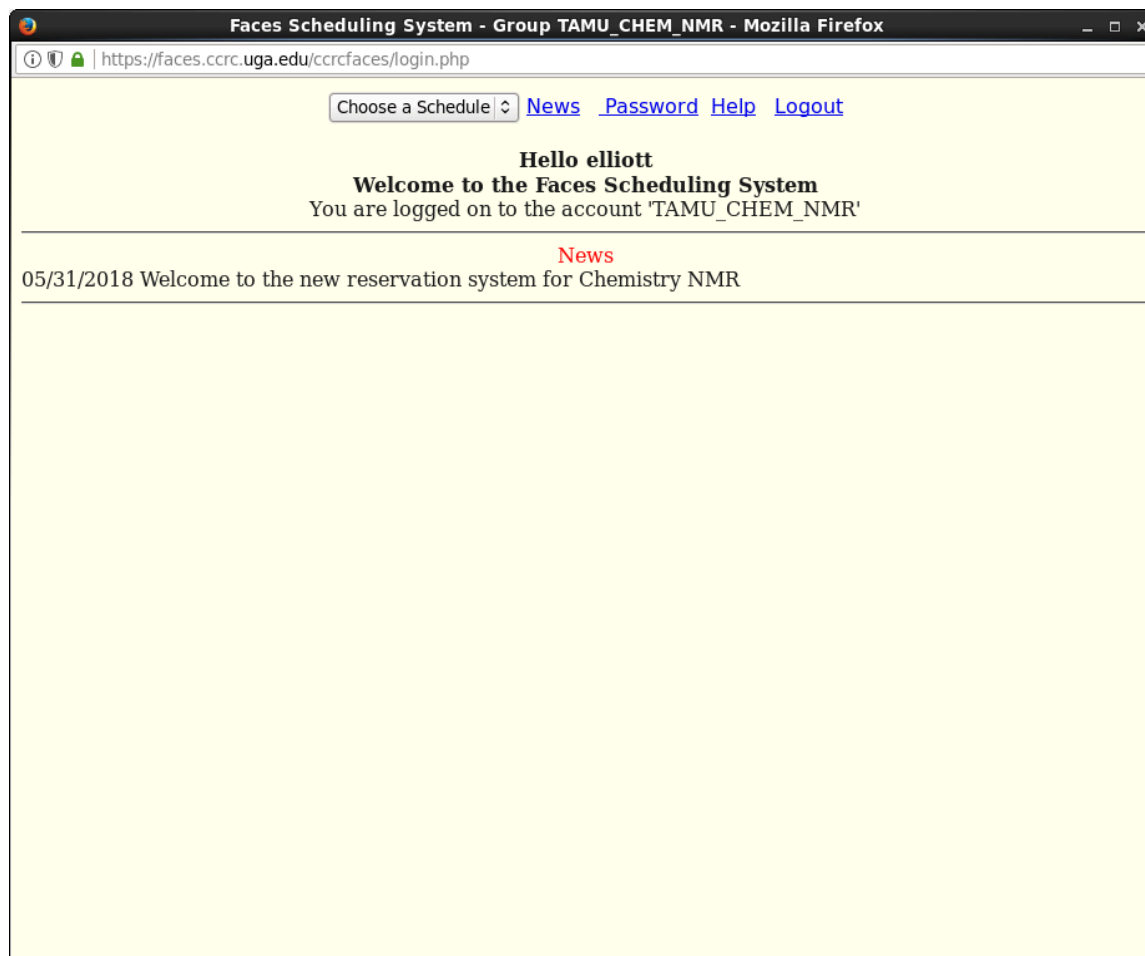 Faces Scheduling System - Group TAMU_CHEM_NMR - Mozilla Firefox
https://faces.ccrc.uga.edu/ccrcfaces/login.php
Choose a Schedule News Password Help Logout
Hello elliott
Welcome to the Faces Scheduling System
You are logged on to the account 'TAMU_CHEM_NMR'
News
05/31/2018 Welcome to the new reservation system for Chemistry NMR